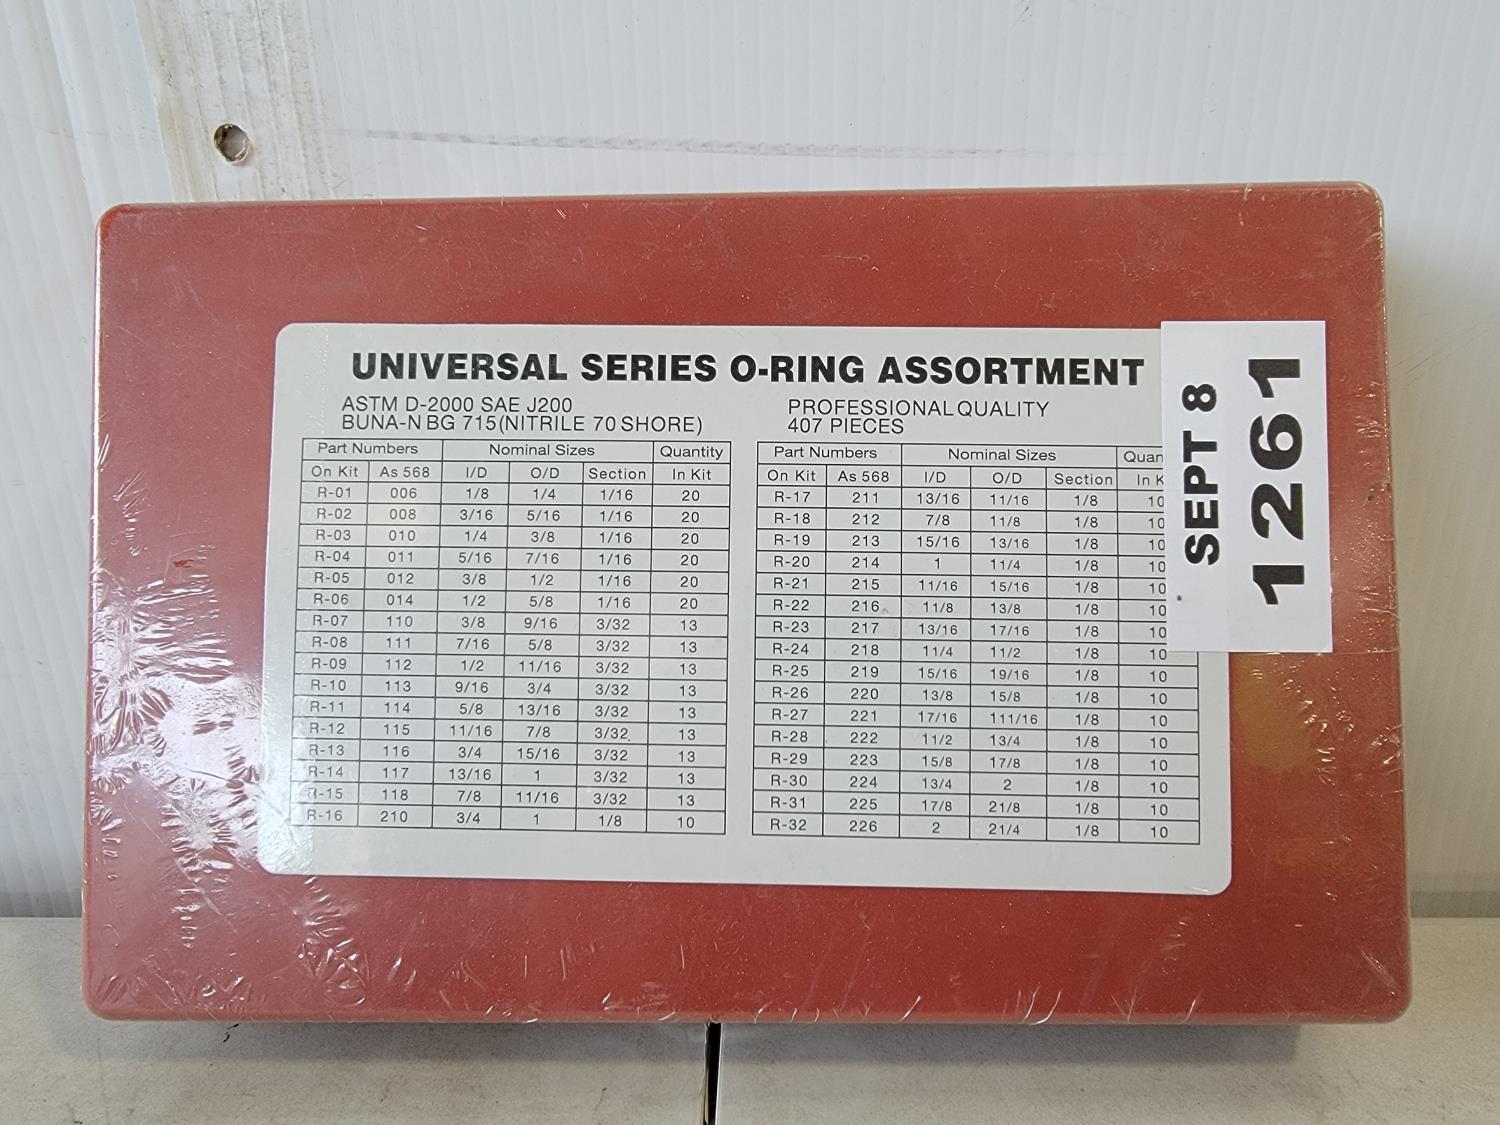 UNIVERSAL SERIES O-RING ASSORTMENT
ASTM D-2000 SAE J200
BUNA-N BG 715(NITRILE 70 SHORE)
PROFESSIONAL QUALITY
407 PIECES
Part Numbers Nominal Sizes Quantity
On Kit As 568 I/D O/D Section In Kit
R-01 006 1/8 1/4 1/16 20
R-02 008 3/16 5/16 1/16 20
R-03 010 1/4 3/8 1/16 20
R-04 011 5/16 7/16 1/16 20
R-05 012 3/8 1/2 1/16 20
R-06 014 1/2 5/8 1/16 20
R-07 110 3/8 9/16 3/32 13
R-08 111 7/16 5/8 3/32 13
R-09 112 1/2 11/16 3/32 13
R-10 113 9/16 3/4 3/32 13
R-11 114 5/8 13/16 3/32 13
R-12 115 11/16 7/8 3/32 13
R-13 116 3/4 15/16 3/32 13
R-14 117 13/16 1 3/32 13
R-15 118 7/8 11/16 3/32 13
R-16 210 3/4 1 1/8 10
Part Numbers Nominal Sizes Quan
On Kit As 568 I/D O/D Section In K
R-17 211 13/16 11/16 1/8 10
R-18 212 7/8 11/8 1/8 10
R-19 213 15/16 13/16 1/8 10
R-20 214 1 11/4 1/8 10
R-21 215 11/16 15/16 1/8 10
R-22 216 11/8 13/8 1/8 10
R-23 217 13/16 17/16 1/8 10
R-24 218 11/4 11/2 1/8 10
R-25 219 15/16 19/16 1/8 10
R-26 220 13/8 15/8 1/8 10
R-27 221 17/16 111/16 1/8 10
R-28 222 11/2 13/4 1/8 10
R-29 223 15/8 17/8 1/8 10
R-30 224 13/4 2 1/8 10
R-31 225 17/8 21/8 1/8 10
R-32 226 2 21/4 1/8 10
SEPT 8
1261